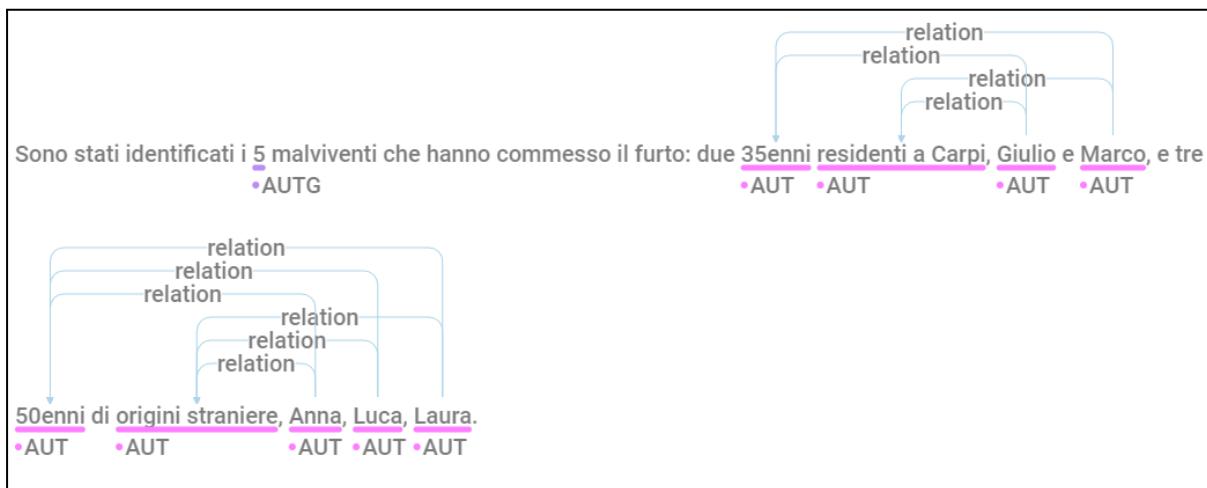 relation
relation
relation
relation
Sono stati identificati i 5 malviventi che hanno commesso il furto: due 35enni residenti a Carpi, Giulio e Marco, e tre
•AUTG •AUT •AUT •AUT •AUT
relation
relation
relation
relation
relation
relation
50enni di origini straniere, Anna, Luca, Laura.
•AUT •AUT •AUT •AUT •AUT